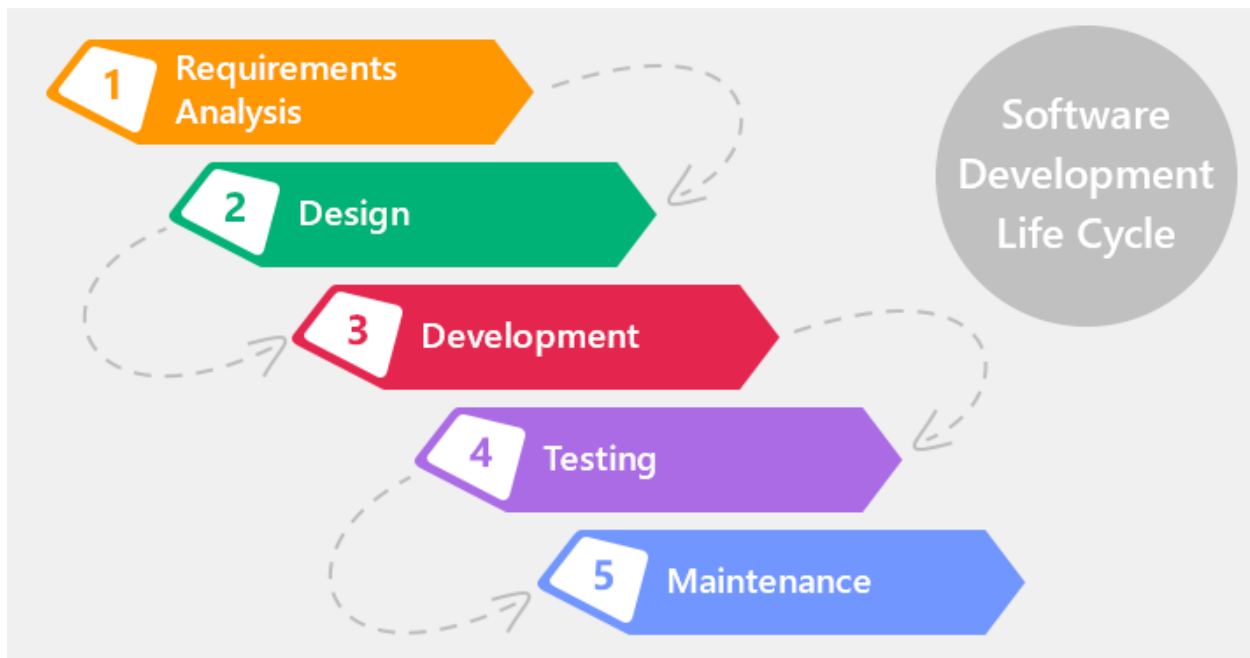 1
Requirements
Analysis
2
Design
3
Development
4
Testing
5
Maintenance
Software
Development
Life Cycle